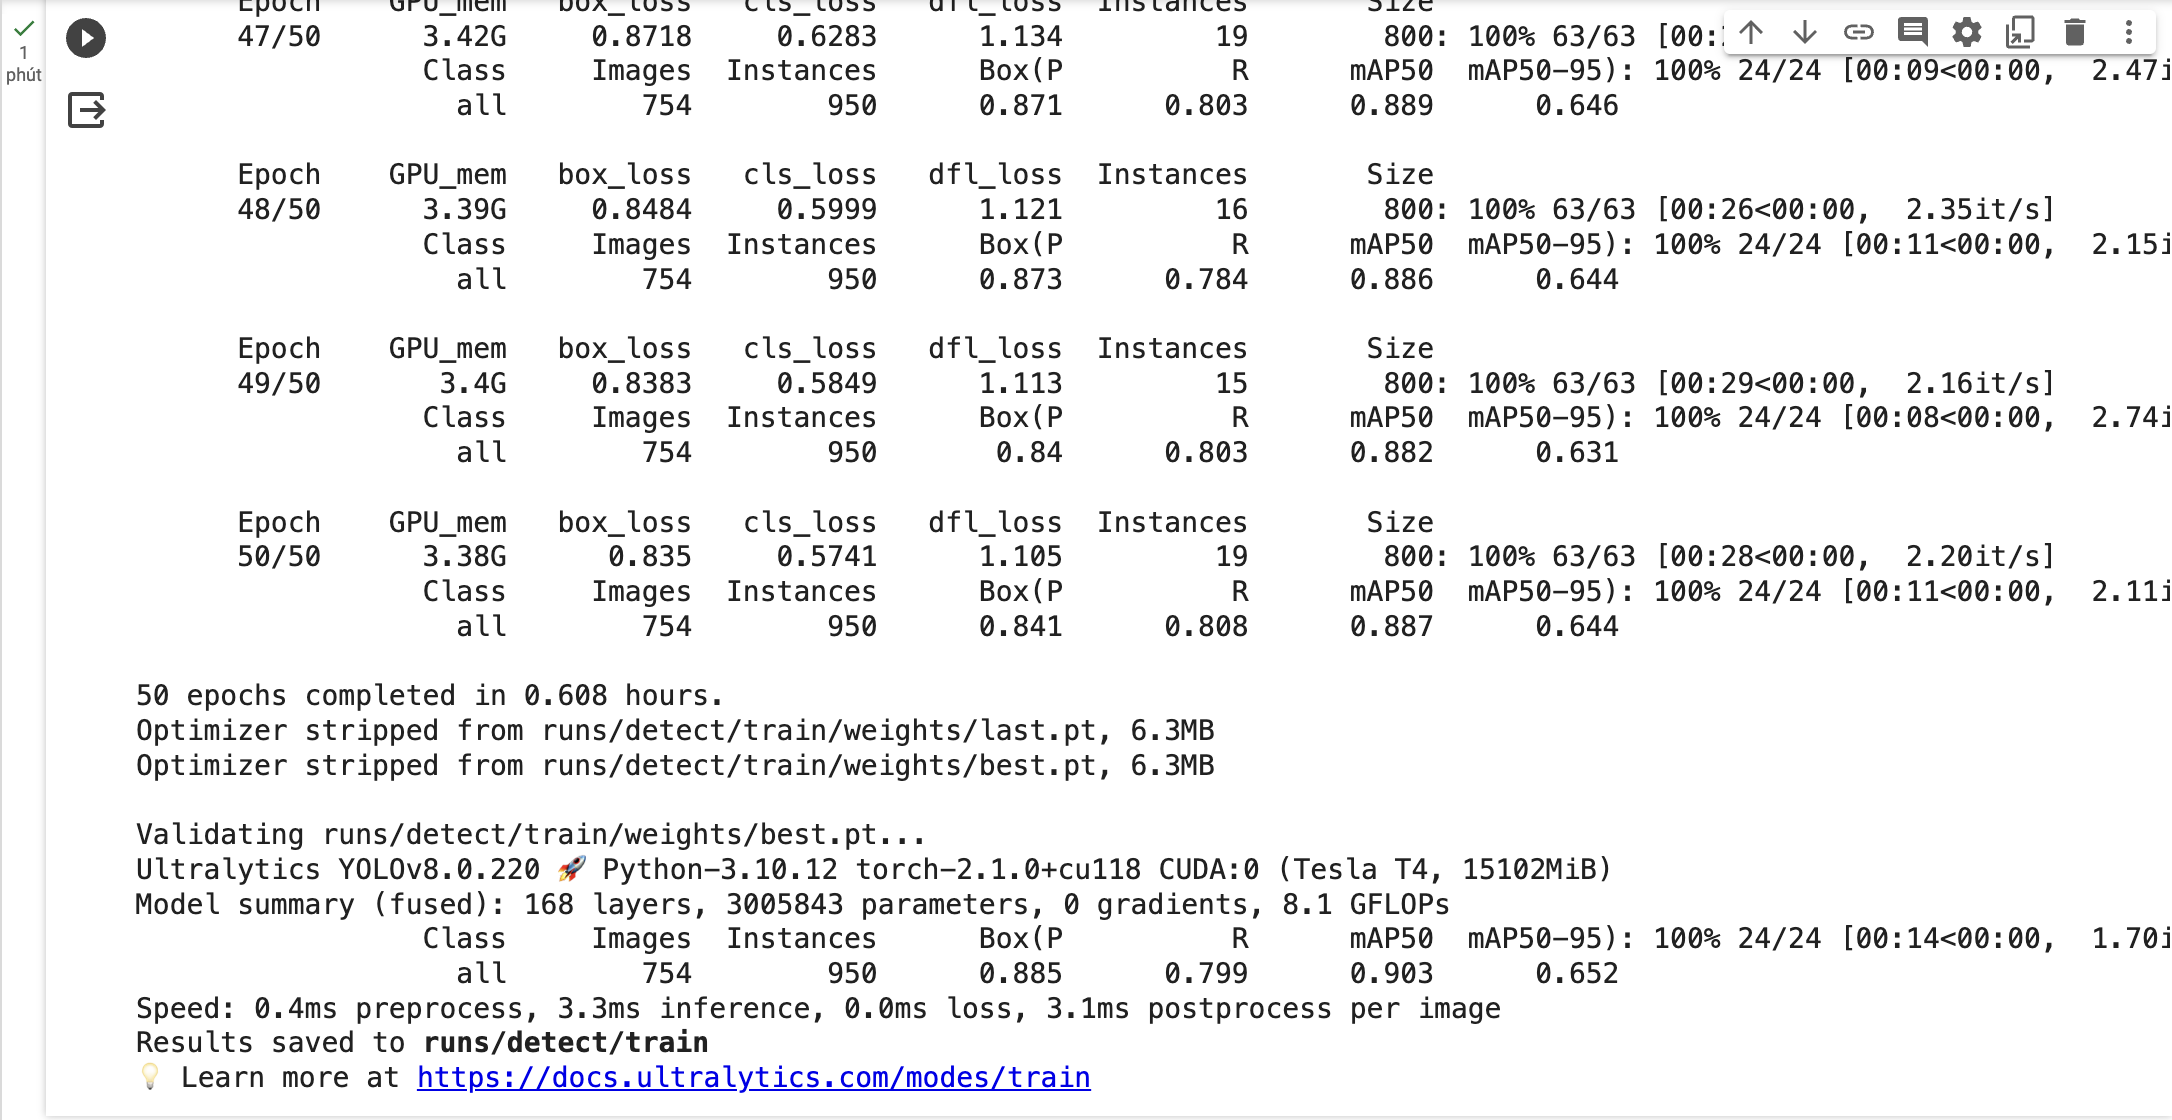 Epoch GPU_mem box_loss cls_loss dfl_loss Instances Size
47/50 3.42G 0.8718 0.6283 1.134 19 800: 100% 63/63 [00:
1
phút
Class Images Instances Box(P R mAP50 mAP50-95): 100% 24/24 [00:09<00:00, 2.47i
all 754 950 0.871 0.803 0.889 0.646
Epoch GPU_mem box_loss cls_loss dfl_loss Instances Size
48/50 3.39G 0.8484 0.5999 1.121 16 800: 100% 63/63 [00:26<00:00, 2.35it/s]
Class Images Instances Box(P R mAP50 mAP50-95): 100% 24/24 [00:11<00:00, 2.15i
all 754 950 0.873 0.784 0.886 0.644
Epoch GPU_mem box_loss cls_loss dfl_loss Instances Size
49/50 3.4G 0.8383 0.5849 1.113 15 800: 100% 63/63 [00:29<00:00, 2.16it/s]
Class Images Instances Box(P R mAP50 mAP50-95): 100% 24/24 [00:08<00:00, 2.74i
all 754 950 0.84 0.803 0.882 0.631
Epoch GPU_mem box_loss cls_loss dfl_loss Instances Size
50/50 3.38G 0.835 0.5741 1.105 19 800: 100% 63/63 [00:28<00:00, 2.20it/s]
Class Images Instances Box(P R mAP50 mAP50-95): 100% 24/24 [00:11<00:00, 2.11i
all 754 950 0.841 0.808 0.887 0.644
50 epochs completed in 0.608 hours.
Optimizer stripped from runs/detect/train/weights/last.pt, 6.3MB
Optimizer stripped from runs/detect/train/weights/best.pt, 6.3MB
Validating runs/detect/train/weights/best.pt...
Ultralytics YOLOv8.0.220 🚀 Python-3.10.12 torch-2.1.0+cu118 CUDA:0 (Tesla T4, 15102MiB)
Model summary (fused): 168 layers, 3005843 parameters, 0 gradients, 8.1 GFLOPs
Class Images Instances Box(P R mAP50 mAP50-95): 100% 24/24 [00:14<00:00, 1.70i
all 754 950 0.885 0.799 0.903 0.652
Speed: 0.4ms preprocess, 3.3ms inference, 0.0ms loss, 3.1ms postprocess per image
Results saved to runs/detect/train
💡 Learn more at https://docs.ultralytics.com/modes/train